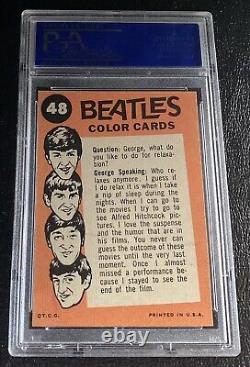 PSA
48
BEATLES
COLOR CARDS
Question: George, what do
you like to do for relaxa-
tion?
George Speaking: Who re-
laxes anymore. I guess if
I do relax it is when I take
a nip of sleep during the
nights. When I can go to
the movies I try to go to
see Alfred Hitchcock pic-
tures. I love the suspense
and the humor that are in
his films. You never can
guess the outcome of these
movies until the very last
moment. Once I almost
missed a performance be-
cause I stayed to see the
end of the film.
©T.C.G.
PRINTED IN U.S.A.